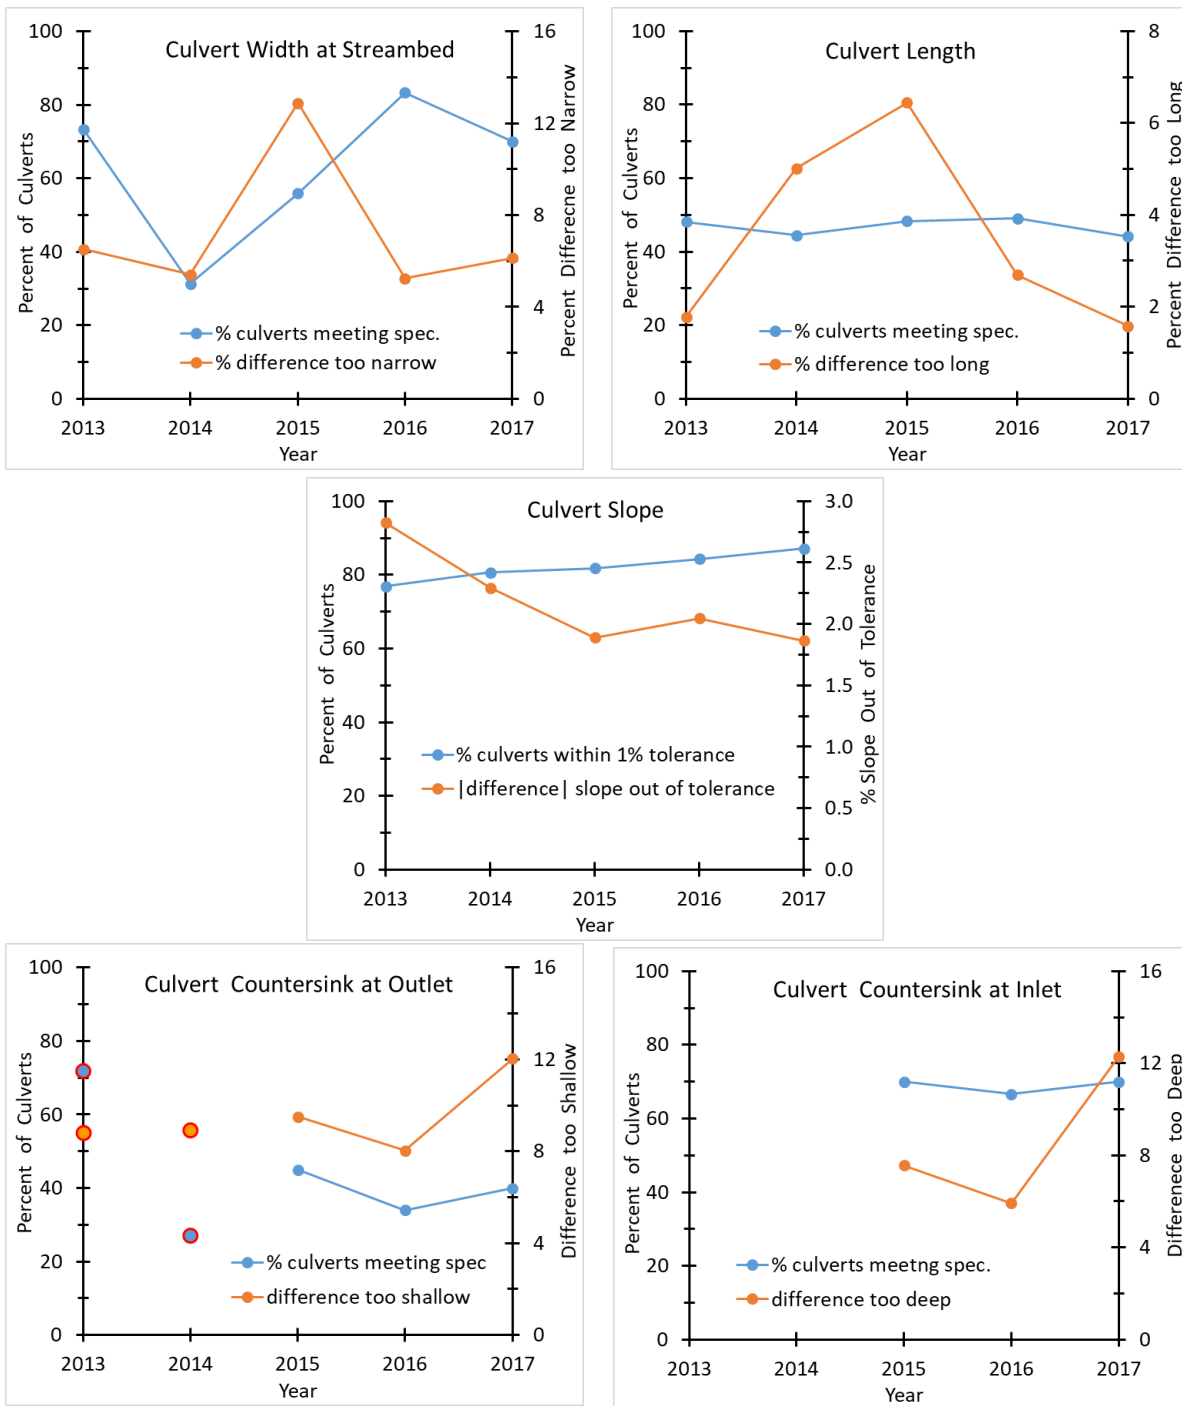 Culvert Width at Streambed
Percent of Culverts
100
80
60
40
20
0
16
12
8
4
0
Percent Differecne too Narrow
% culverts meeting spec.
% difference too narrow
2013 2014 2015 2016 2017
Year
Culvert Length
Percent of Culverts
100
80
60
40
20
0
8
6
4
2
0
Percent Difference too Long
% culverts meeting spec.
% difference too long
2013 2014 2015 2016 2017
Year
Culvert Slope
Percent of Culverts
100
80
60
40
20
0
3.0
2.5
2.0
1.5
1.0
0.5
0.0
% Slope Out of Tolerance
% culverts within 1% tolerance
|difference| slope out of tolerance
2013 2014 2015 2016 2017
Year
Culvert Countersink at Outlet
Percent of Culverts
100
80
60
40
20
0
16
12
8
4
0
Difference too Shallow
% culverts meeting spec
difference too shallow
2013 2014 2015 2016 2017
Year
Culvert Countersink at Inlet
Percent of Culverts
100
80
60
40
20
0
16
12
8
4
0
Difference too Deep
% culverts meetng spec.
difference too deep
2013 2014 2015 2016 2017
Year